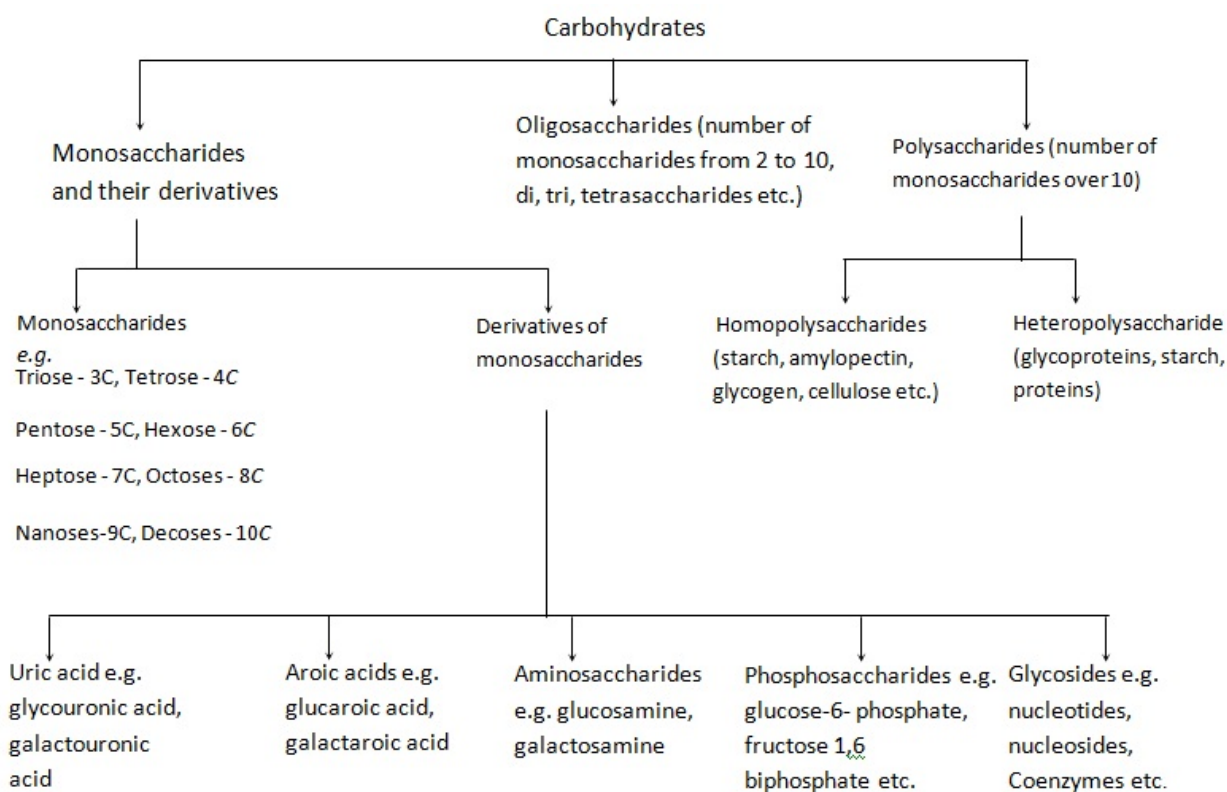 Carbohydrates
Monosaccharides
and their derivatives
Oligosaccharides (number of
monosaccharides from 2 to 10,
di, tri, tetrasaccharides etc.)
Polysaccharides (number of
monosaccharides over 10)
Monosaccharides
e.g.
Triose - 3C, Tetrose - 4C
Pentose - 5C, Hexose - 6C
Heptose - 7C, Octoses - 8C
Nanoses-9C, Decoses - 10C
Derivatives of
monosaccharides
Homopolysaccharides
(starch, amylopectin,
glycogen, cellulose etc.)
Heteropolysaccharide
(glycoproteins, starch,
proteins)
Uric acid e.g.
glycouronic acid,
galactouronic
acid
Aroic acids e.g.
glucaroic acid,
galactaroic acid
Aminosaccharides
e.g. glucosamine,
galactosamine
Phosphosaccharides e.g.
glucose-6- phosphate,
fructose 1,6
biphosphate etc.
Glycosides e.g.
nucleotides,
nucleosides,
Coenzymes etc.